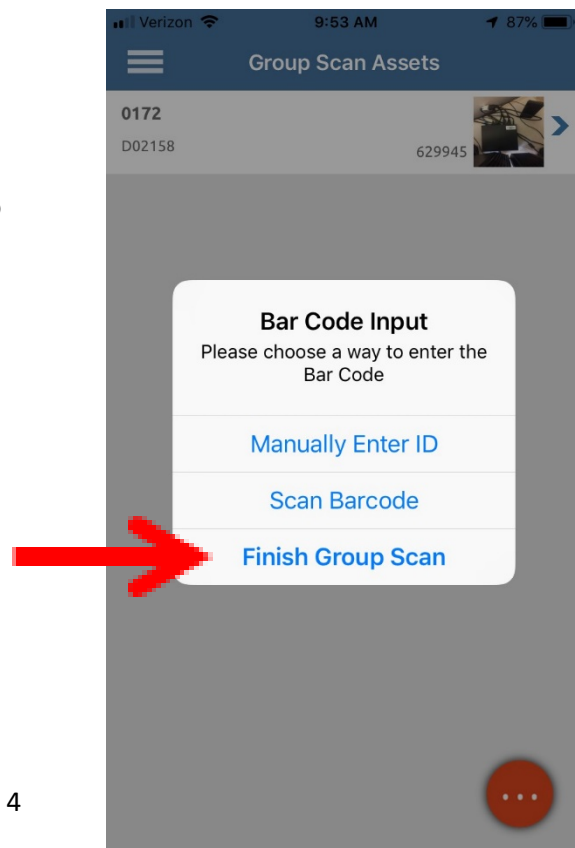 Verizon 9:53 AM 87%
Group Scan Assets
0172
D02158 629945
Bar Code Input
Please choose a way to enter the
Bar Code
Manually Enter ID
Scan Barcode
Finish Group Scan
4